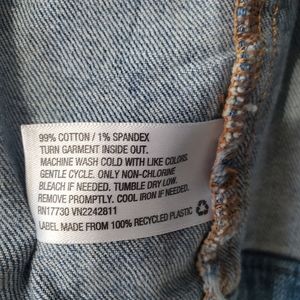 99% COTTON / 1% SPANDEX
TURN GARMENT INSIDE OUT.
MACHINE WASH COLD WITH LIKE COLORS.
GENTLE CYCLE. ONLY NON-CHLORINE
BLEACH IF NEEDED. TUMBLE DRY LOW.
REMOVE PROMPTLY. COOL IRON IF NEEDED.
RN17730 VN2242811
LABEL MADE FROM 100% RECYCLED PLASTIC